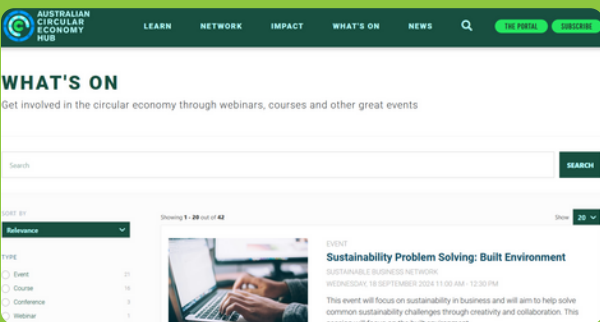 AUSTRALIAN
CIRCULAR
ECONOMY
HUB
LEARN NETWORK IMPACT WHAT'S ON NEWS THE PORTAL SUBSCRIBE
WHAT'S ON
Get involved in the circular economy through webinars, courses and other great events
Search SEARCH
SORT BY
Showing 1 - 20 out of 42 Show 20
Relevance
TYPE
Event 21
Course 16
Conference
Webinar
EVENT
Sustainability Problem Solving: Built Environment
SUSTAINABLE BUSINESS NETWORK
WEDNESDAY, 18 SEPTEMBER 2024 11:00 AM - 12:30 PM
This event will focus on sustainability in business and will aim to help solve
common sustainability challenges through creativity and collaboration. This